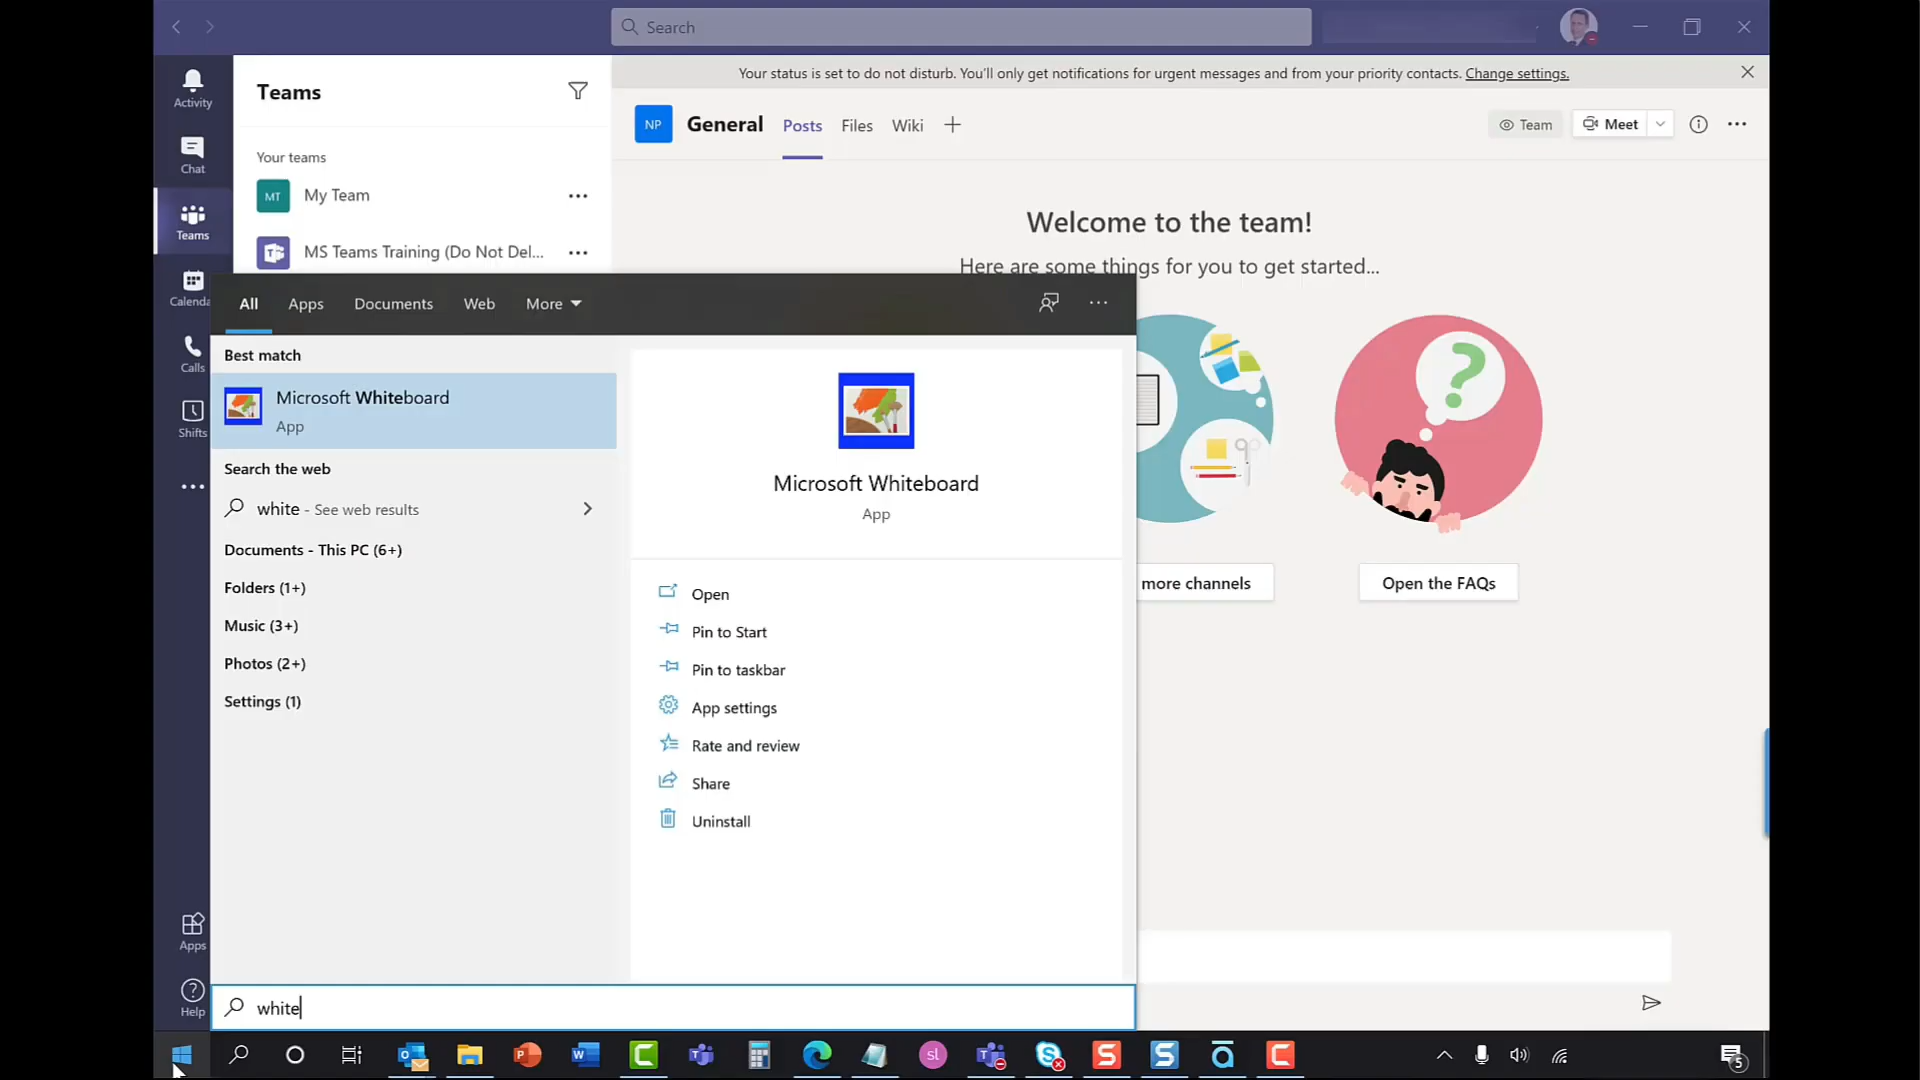 Search
Your status is set to do not disturb. You'll only get notifications for urgent messages and from your priority contacts. Change settings.
Activity
Chat
Teams
Calenda
Calls
Shifts
Apps
Help
Teams
Your teams
MT My Team
MS Teams Training (Do Not Del...
NP General Posts Files Wiki
Team Meet
Welcome to the team!
Here are some things for you to get started...
more channels
Open the FAQs
All Apps Documents Web More
Best match
Microsoft Whiteboard
App
Search the web
white - See web results
Documents - This PC (6+)
Folders (1+)
Music (3+)
Photos (2+)
Settings (1)
Microsoft Whiteboard
App
Open
Pin to Start
Pin to taskbar
App settings
Rate and review
Share
Uninstall
white
sl
5